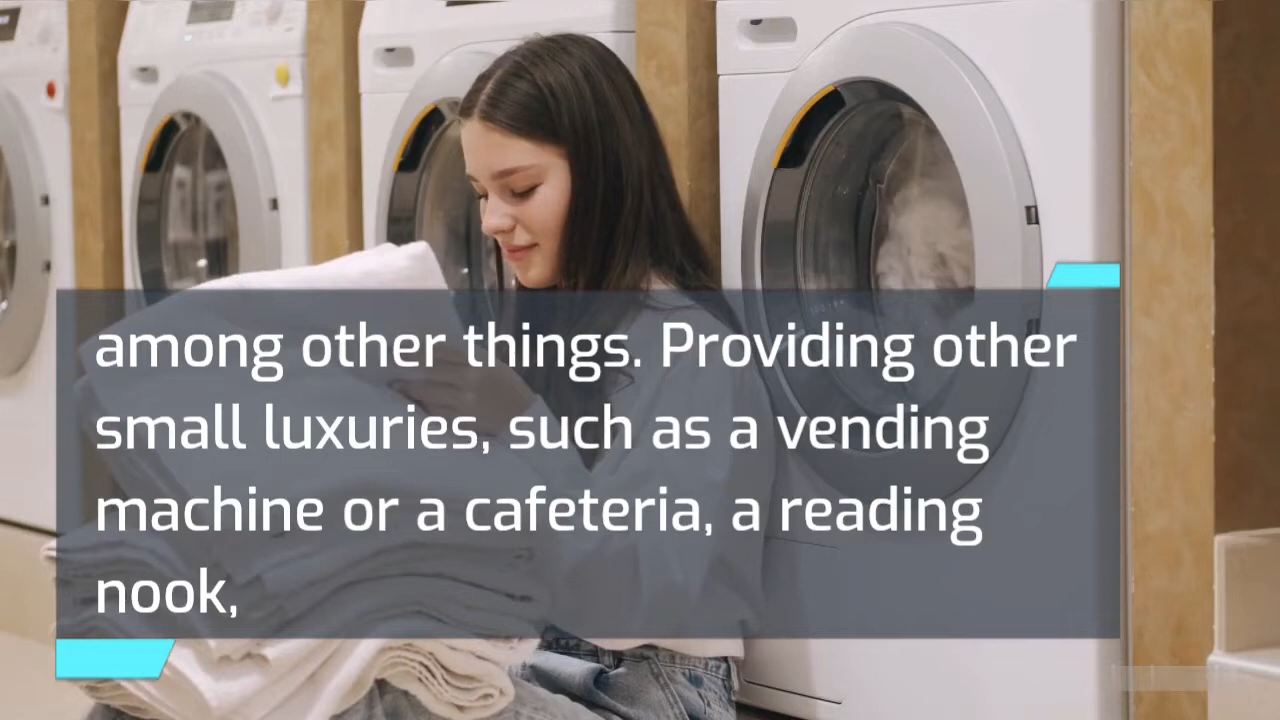 among other things. Providing other
small luxuries, such as a vending
machine or a cafeteria, a reading
nook,